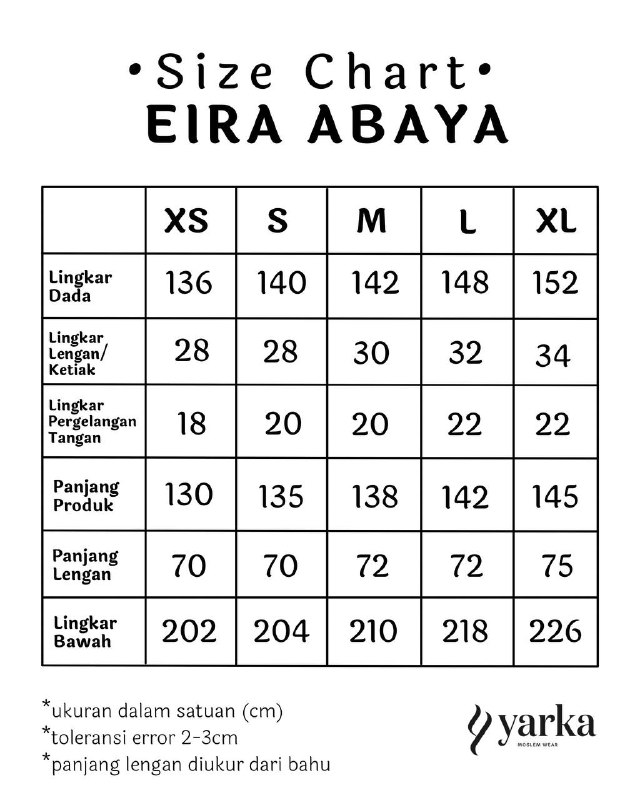 •Size Chart•
EIRA ABAYA
XS S M L XL
Lingkar Dada 136 140 142 148 152
Lingkar Lengan/ Ketiak 28 28 30 32 34
Lingkar Pergelangan Tangan 18 20 20 22 22
Panjang Produk 130 135 138 142 145
Panjang Lengan 70 70 72 72 75
Lingkar Bawah 202 204 210 218 226
*ukuran dalam satuan (cm)
*toleransi error 2-3cm
*panjang lengan diukur dari bahu
yarka
MOSLEM WEAR